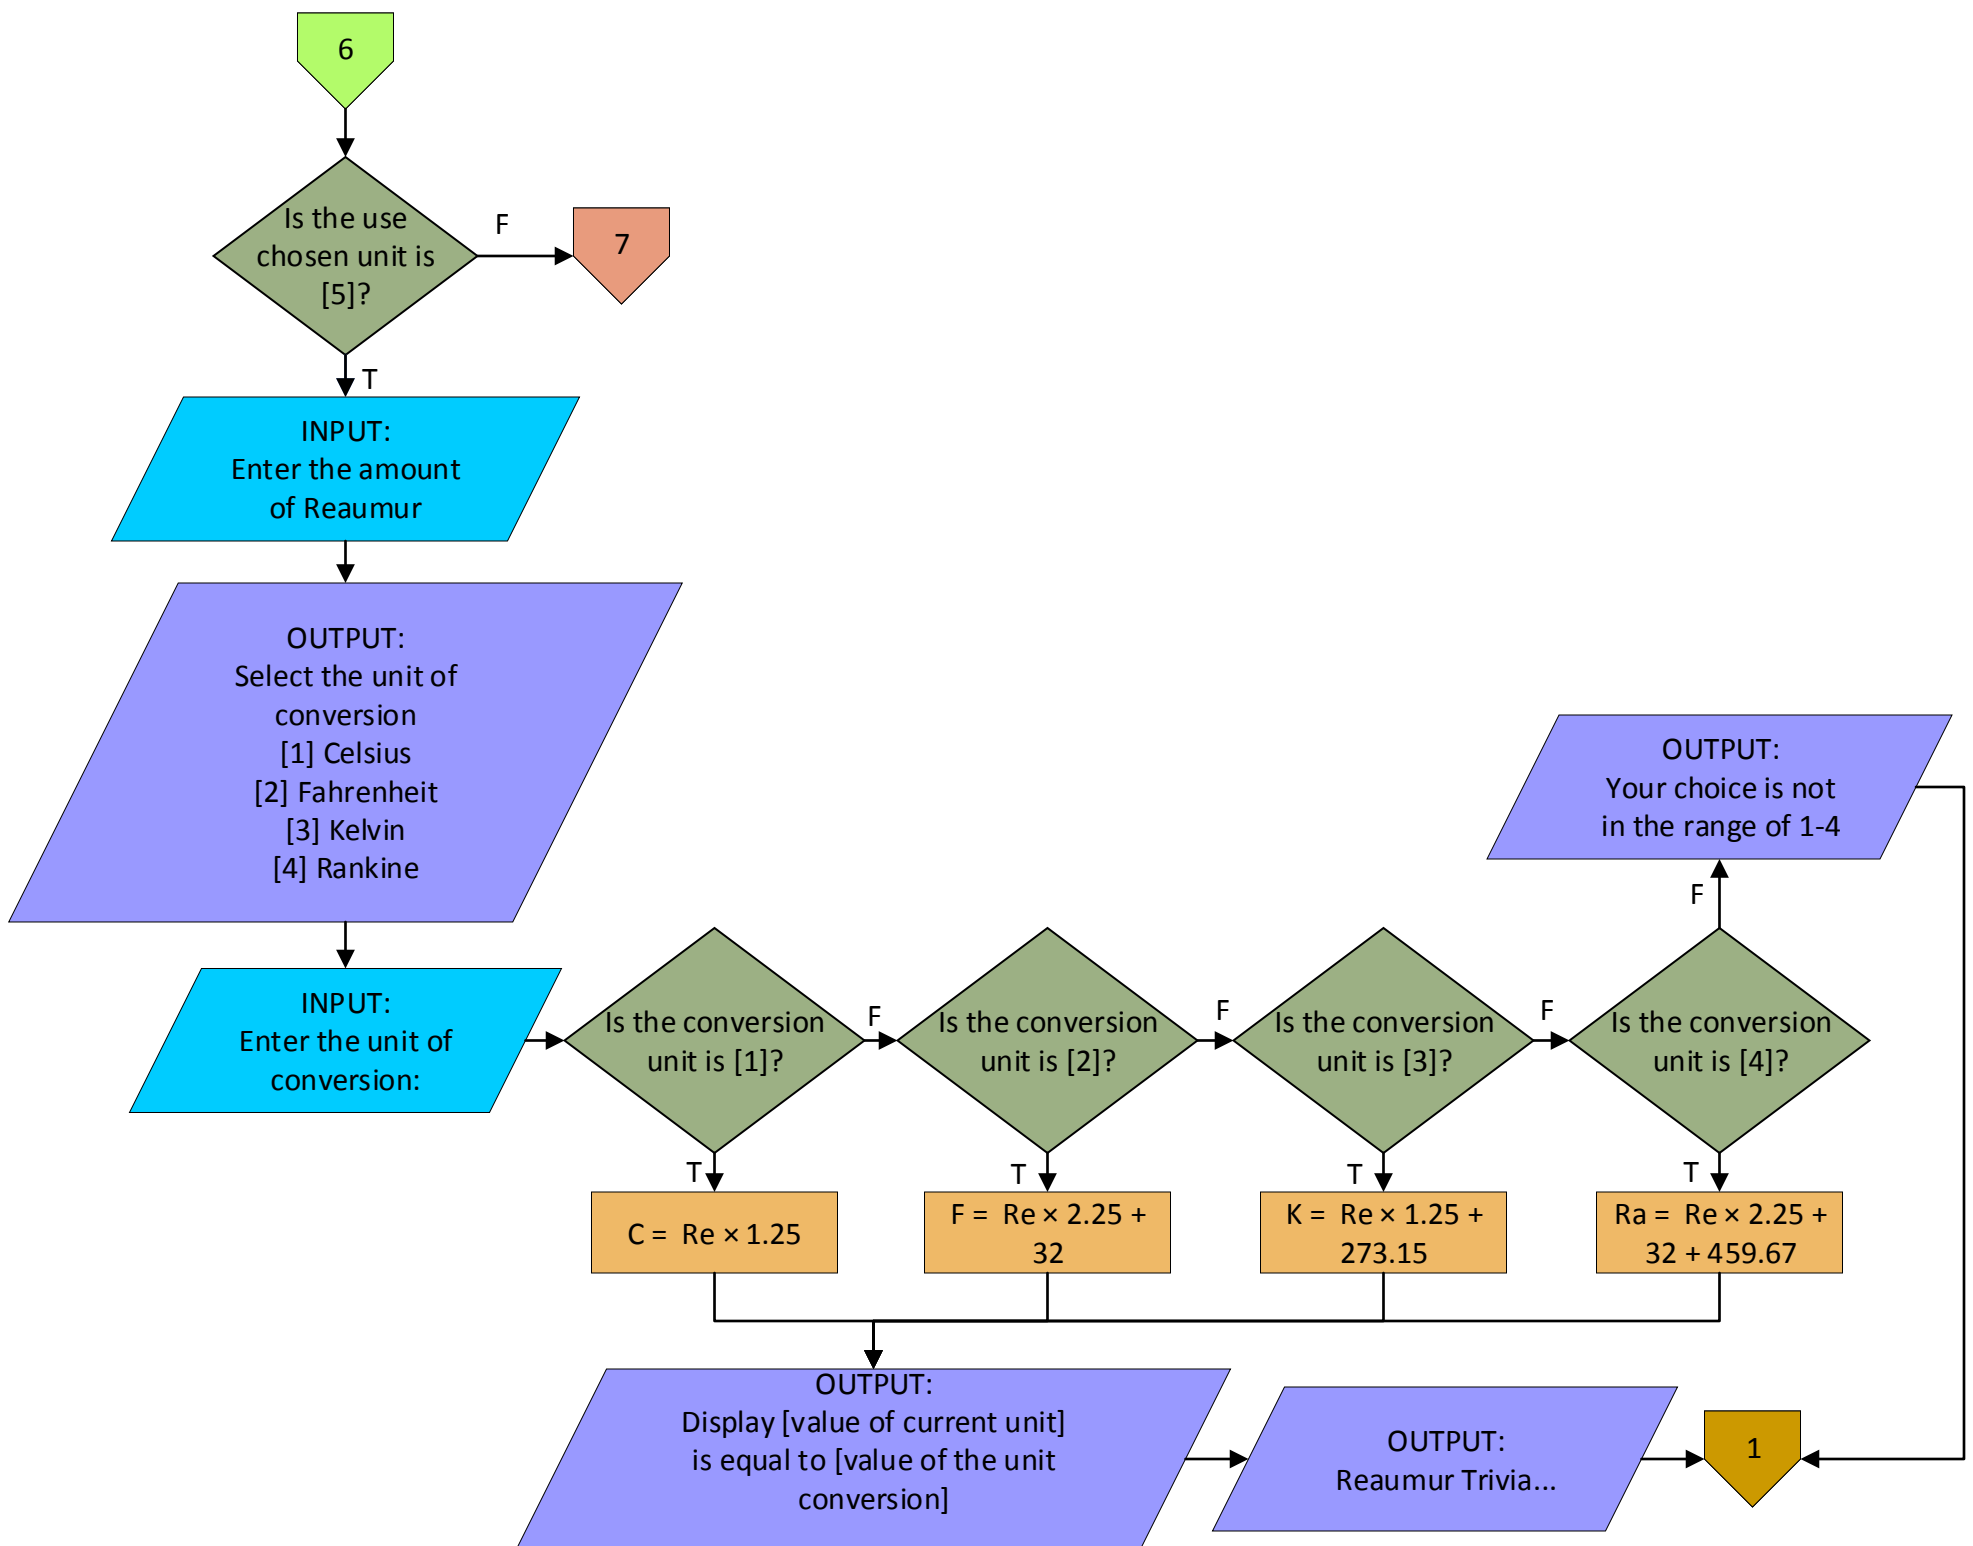 6
Is the use
chosen unit is
[5]?
F
7
T
INPUT:
Enter the amount
of Reaumur
OUTPUT:
Select the unit of
conversion
[1] Celsius
[2] Fahrenheit
[3] Kelvin
[4] Rankine
OUTPUT:
Your choice is not
in the range of 1-4
F
INPUT:
Enter the unit of
conversion:
Is the conversion
unit is [1]?
F
Is the conversion
unit is [2]?
F
Is the conversion
unit is [3]?
F
Is the conversion
unit is [4]?
T
T
T
T
C = Re × 1.25
F = Re × 2.25 +
32
K = Re × 1.25 +
273.15
Ra = Re × 2.25 +
32 + 459.67
OUTPUT:
Display [value of current unit]
is equal to [value of the unit
conversion]
OUTPUT:
Reaumur Trivia...
1